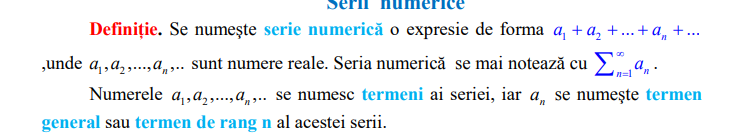 Serii numerice
Definiție. Se numește serie numerică o expresie de forma a₁ + a₂ + ... + aₙ + ...
,unde a₁,a₂,...,aₙ,.. sunt numere reale. Seria numerică se mai notează cu ∑ₙ₌₁^∞ aₙ .
Numerele a₁,a₂,...,aₙ,.. se numesc termeni ai seriei, iar aₙ se numește termen
general sau termen de rang n al acestei serii.